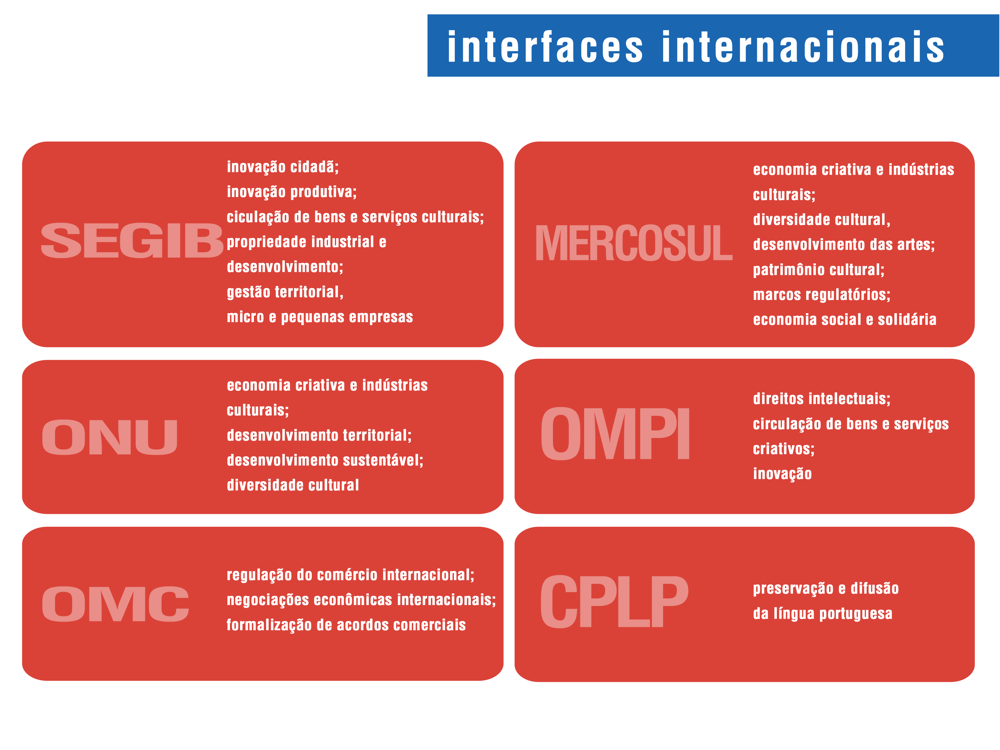 interfaces internacionais
SEGIB
inovação cidadã;
inovação produtiva;
ciculação de bens e serviços culturais;
propriedade industrial e
desenvolvimento;
gestão territorial,
micro e pequenas empresas
MERCOSUL
economia criativa e indústrias
culturais;
diversidade cultural,
desenvolvimento das artes;
patrimônio cultural;
marcos regulatórios;
economia social e solidária
ONU
economia criativa e indústrias
culturais;
desenvolvimento territorial;
desenvolvimento sustentável;
diversidade cultural
OMPI
direitos intelectuais;
circulação de bens e serviços
criativos;
inovação
OMC
regulação do comércio internacional;
negociações econômicas internacionais;
formalização de acordos comerciais
CPLP
preservação e difusão
da língua portuguesa